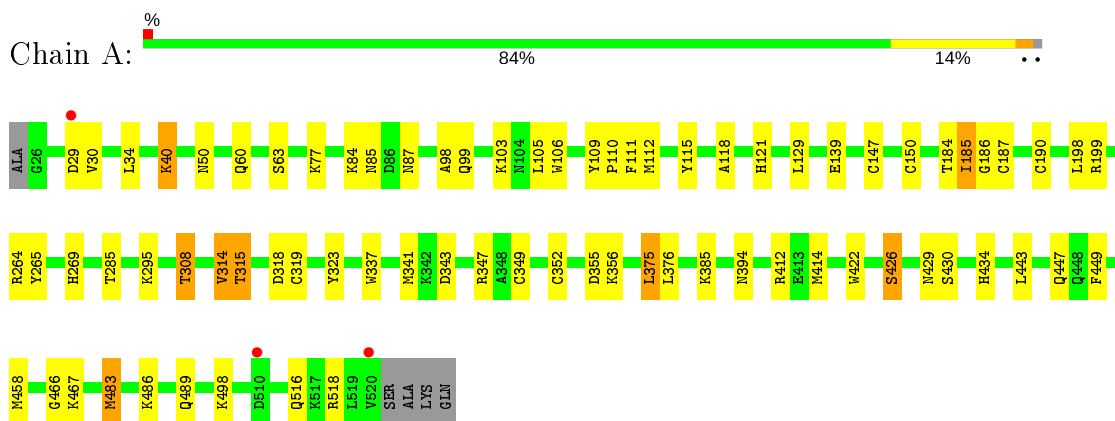 %
Chain A:
84% 14% • •
ALA G26 D29 V30 L34 K40 N50 Q60 S63 K77 K84 N85 D86 N87 A98 Q99 K103 N104 L105 W106 Y109 P110 F111 M112 Y115 A118 H121 L129 E139 C147 C150 T184 I185 G186 C187 C190 L198 R199
R264 Y265 H269 T285 K295 T308 V314 T315 D318 C319 Y323 W337 M341 K342 D343 R347 A348 C349 C352 D355 K356 L375 L376 K385 N394 R412 E413 M414 W422 S426 N429 S430 H434 L443 Q447 Q448 F449
M458 G466 K467 M483 K486 Q489 K498 D510 Q516 K517 R518 L519 V520 SER ALA LYS GLN